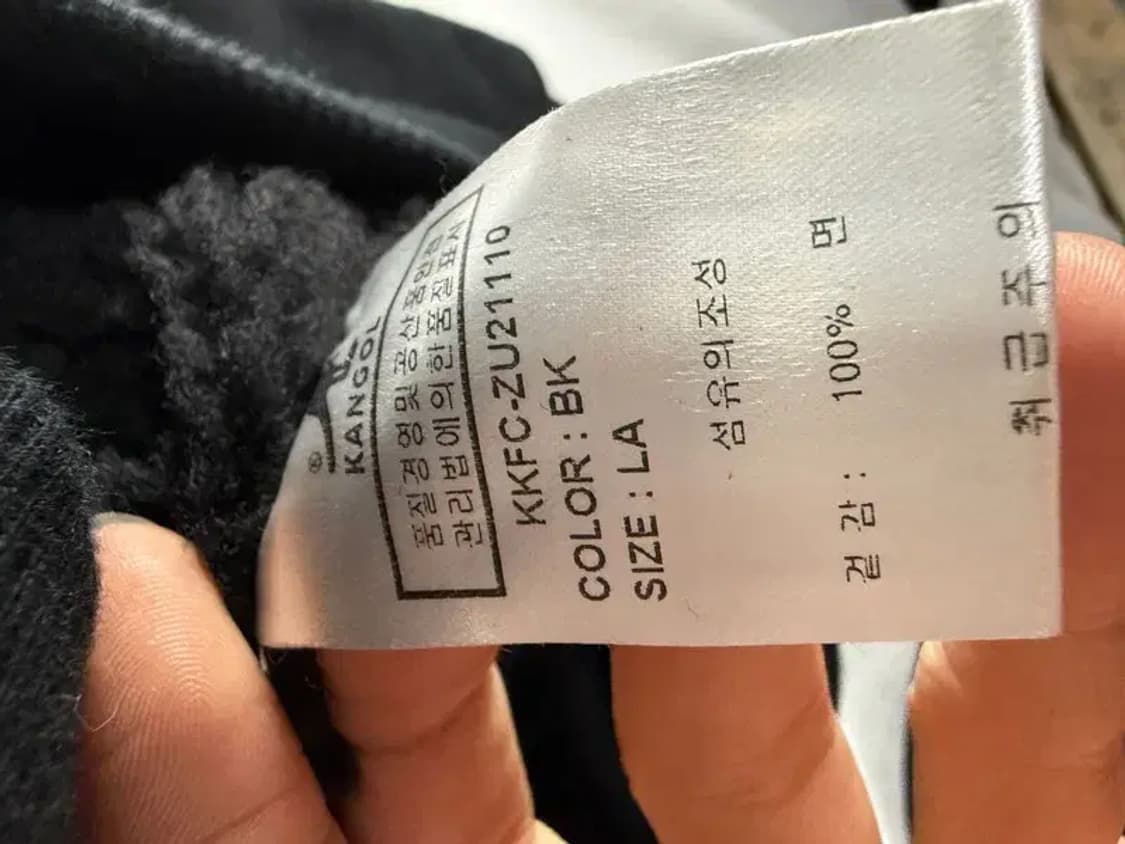 ®
KANGOL
품질경영및공산품안전
관리법에의한품질표시
KKFC-ZU21110
COLOR : BK
SIZE : LA
섬유의조성
겉 감 : 100% 면
취급주의